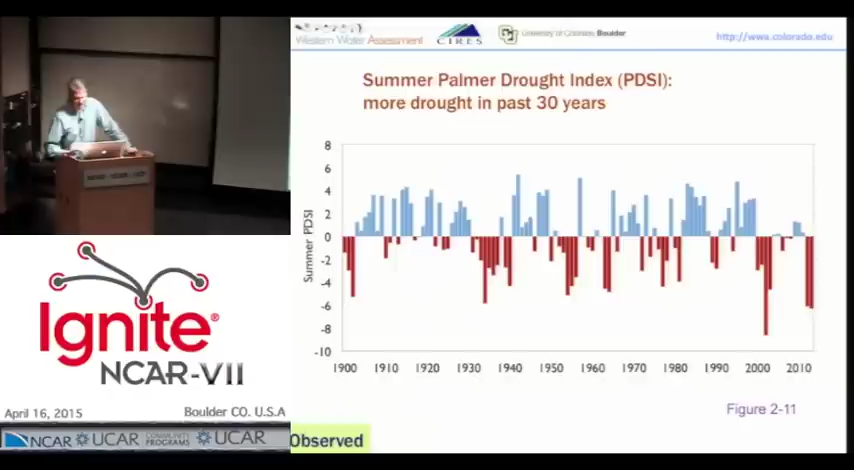 Western Water Assessment
CIRES
University of Colorado Boulder
http://www.colorado.edu
Summer Palmer Drought Index (PDSI):
more drought in past 30 years
8
6
4
2
0
-2
-4
-6
-8
-10
Summer PDSI
1900 1910 1920 1930 1940 1950 1960 1970 1980 1990 2000 2010
Figure 2-11
Observed
Ignite®
NCAR-VII
April 16, 2015 Boulder CO. U.S.A
NCAR UCAR COMMUNITY PROGRAMS UCAR